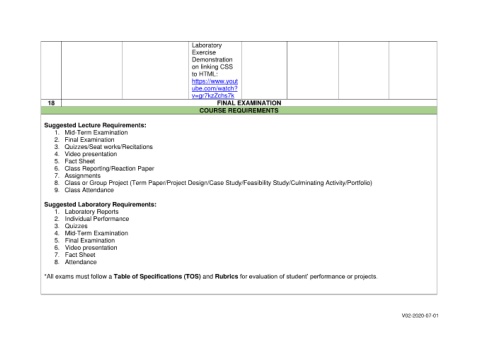 Laboratory
Exercise
Demonstration
on linking CSS
to HTML:
https://www.yout
ube.com/watch?
v=gr7kzZchs7k
18 FINAL EXAMINATION
COURSE REQUIREMENTS
Suggested Lecture Requirements:
1. Mid-Term Examination
2. Final Examination
3. Quizzes/Seat works/Recitations
4. Video presentation
5. Fact Sheet
6. Class Reporting/Reaction Paper
7. Assignments
8. Class or Group Project (Term Paper/Project Design/Case Study/Feasibility Study/Culminating Activity/Portfolio)
9. Class Attendance
Suggested Laboratory Requirements:
1. Laboratory Reports
2. Individual Performance
3. Quizzes
4. Mid-Term Examination
5. Final Examination
6. Video presentation
7. Fact Sheet
8. Attendance
*All exams must follow a Table of Specifications (TOS) and Rubrics for evaluation of student' performance or projects.
V02-2020-07-01